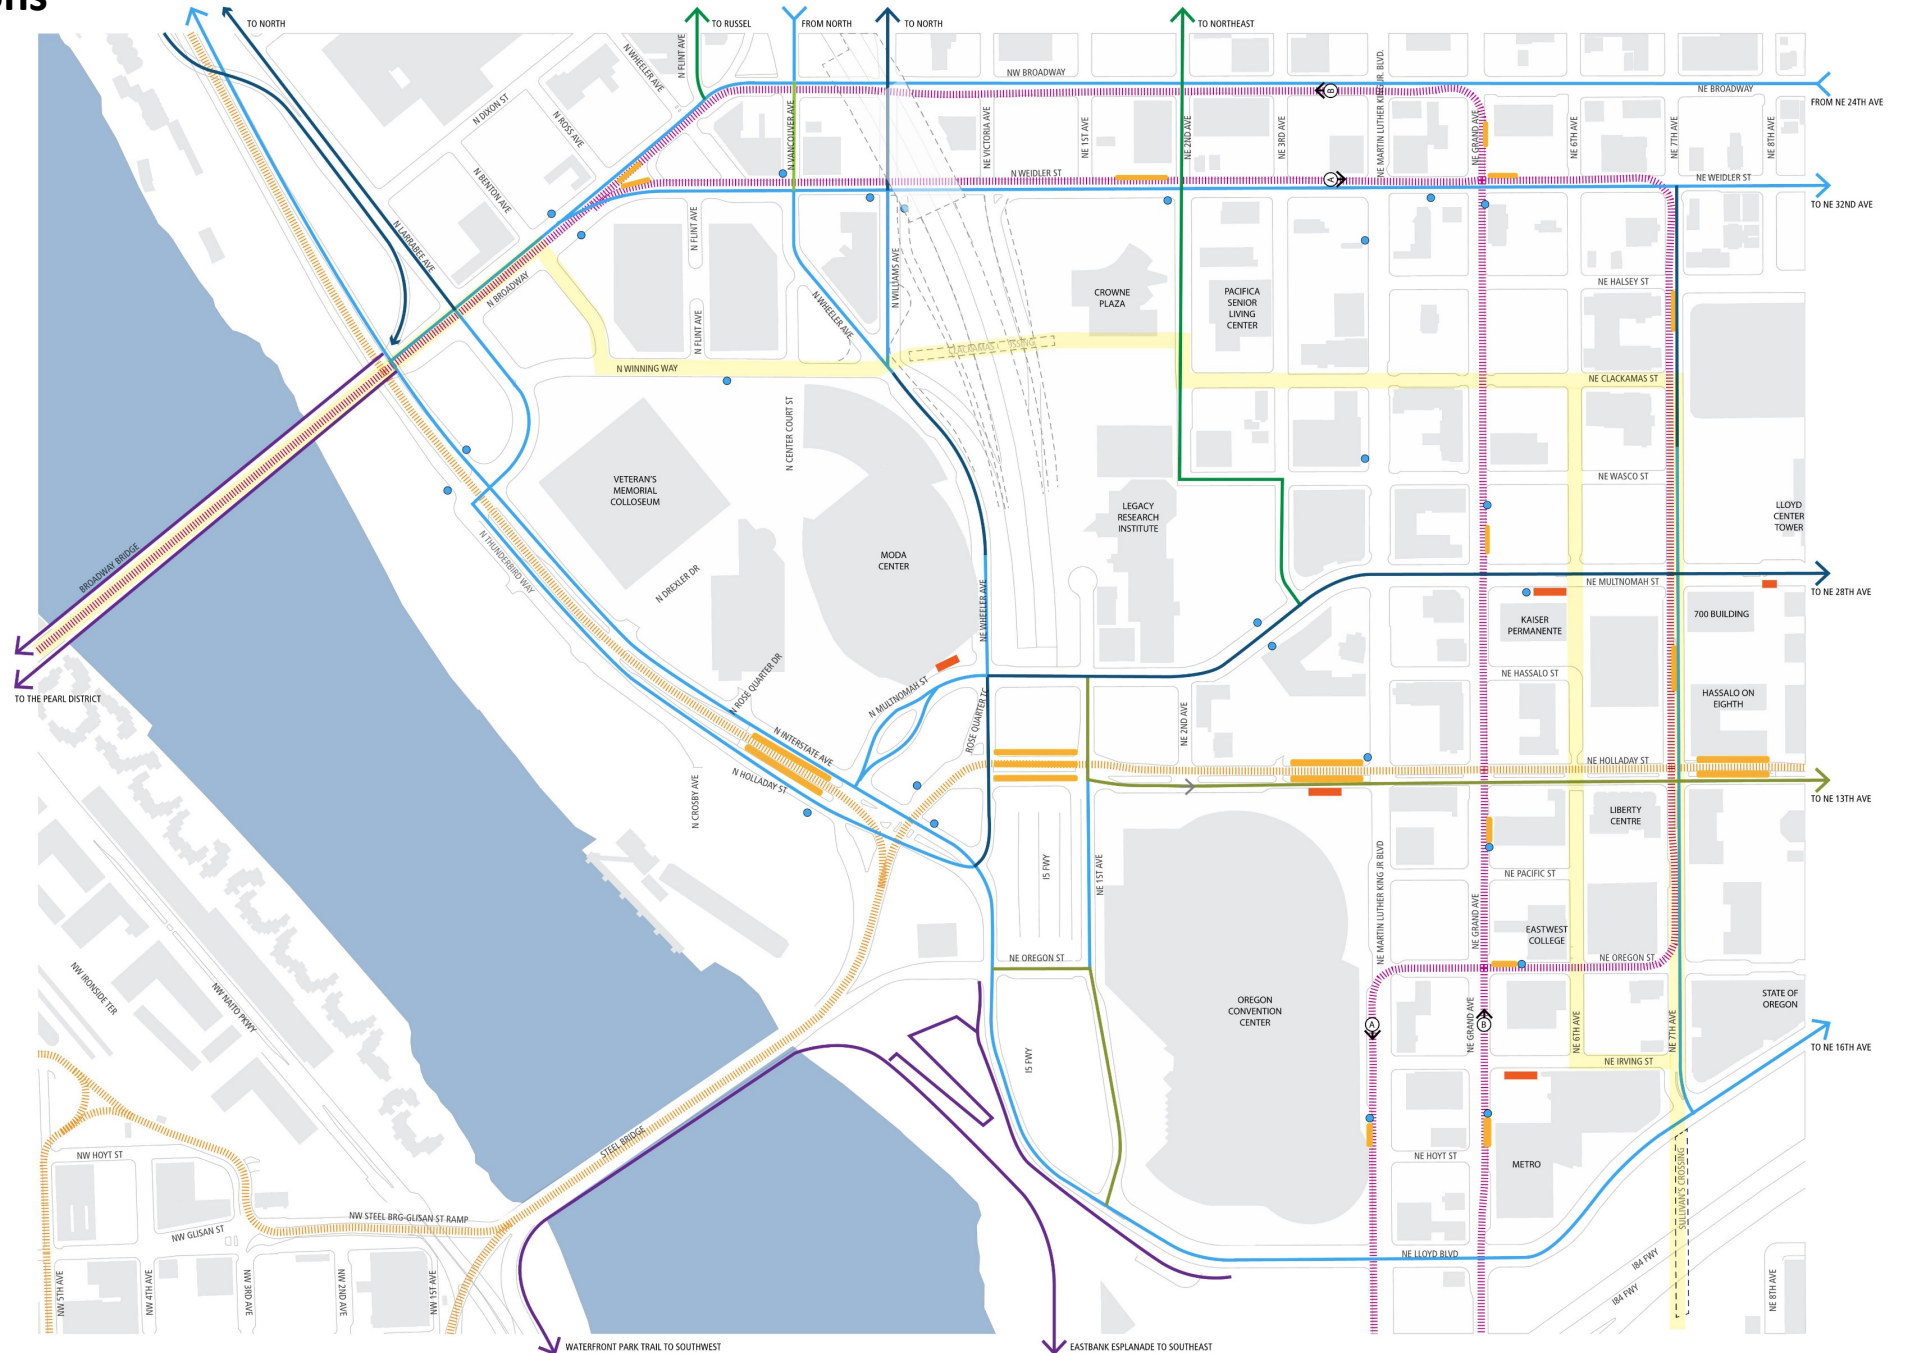 ons
TO NORTH
TO RUSSEL
FROM NORTH
TO NORTH
TO NORTHEAST
N WHEELER AVE
N FLINT AVE
NW BROADWAY
NE BROADWAY
FROM NE 24TH AVE
B
N DIXON ST
N ROSS AVE
N VANCOUVER AVE
NE VICTORIA AVE
NE 1ST AVE
NE 2ND AVE
NE 3RD AVE
NE MARTIN LUTHER KING JR. BLVD.
NE GRAND AVE
NE 6TH AVE
NE 7TH AVE
NE 8TH AVE
N WEIDLER ST
A
NE WEIDLER ST
TO NE 32ND AVE
N BENTON AVE
N LARRABEE AVE
N FLINT AVE
N BROADWAY
N WHEELER AVE
N WILLIAMS AVE
CROWNE
PLAZA
PACIFICA
SENIOR
LIVING
CENTER
NE HALSEY ST
N FLINT AVE
N WINNING WAY
NE CLACKAMAS ST
N CENTER COURT ST
VETERAN'S
MEMORIAL
COLLOSEUM
NE WASCO ST
LEGACY
RESEARCH
INSTITUTE
LLOYD
CENTER
TOWER
MODA
CENTER
BROADWAY BRIDGE
N THUNDERBIRD WAY
N DREXLER DR
NE WHEELER AVE
NE MULTNOMAH ST
TO NE 28TH AVE
KAISER
PERMANENTE
700 BUILDING
TO THE PEARL DISTRICT
N ROSE QUARTER DR
N MULTNOMAH ST
ROSE QUARTER TC
NE 2ND AVE
NE HASSALO ST
HASSALO ON
EIGHTH
N INTERSTATE AVE
N HOLLADAY ST
N CROSBY AVE
NE HOLLADAY ST
TO NE 13TH AVE
LIBERTY
CENTRE
I5 FWY
NE 1ST AVE
NE MARTIN LUTHER KING JR BLVD
NE GRAND AVE
NE PACIFIC ST
EASTWEST
COLLEGE
NE OREGON ST
NE OREGON ST
NW IRONSIDE TER
NW NAITO PKWY
OREGON
CONVENTION
CENTER
STATE OF
OREGON
A
B
NE GRAND AVE
NE 6TH AVE
NE 7TH AVE
I5 FWY
NE IRVING ST
TO NE 16TH AVE
STEEL BRIDGE
NW HOYT ST
NE HOYT ST
METRO
SULLIVAN'S CROSSING
NW STEEL BRG-GLISAN ST RAMP
NW GLISAN ST
NE LLOYD BLVD
I84 FWY
I84 FWY
NW 5TH AVE
NW 4TH AVE
NW 3RD AVE
NW 2ND AVE
NW 1ST AVE
NE 8TH AVE
WATERFRONT PARK TRAIL TO SOUTHWEST
EASTBANK ESPLANADE TO SOUTHEAST